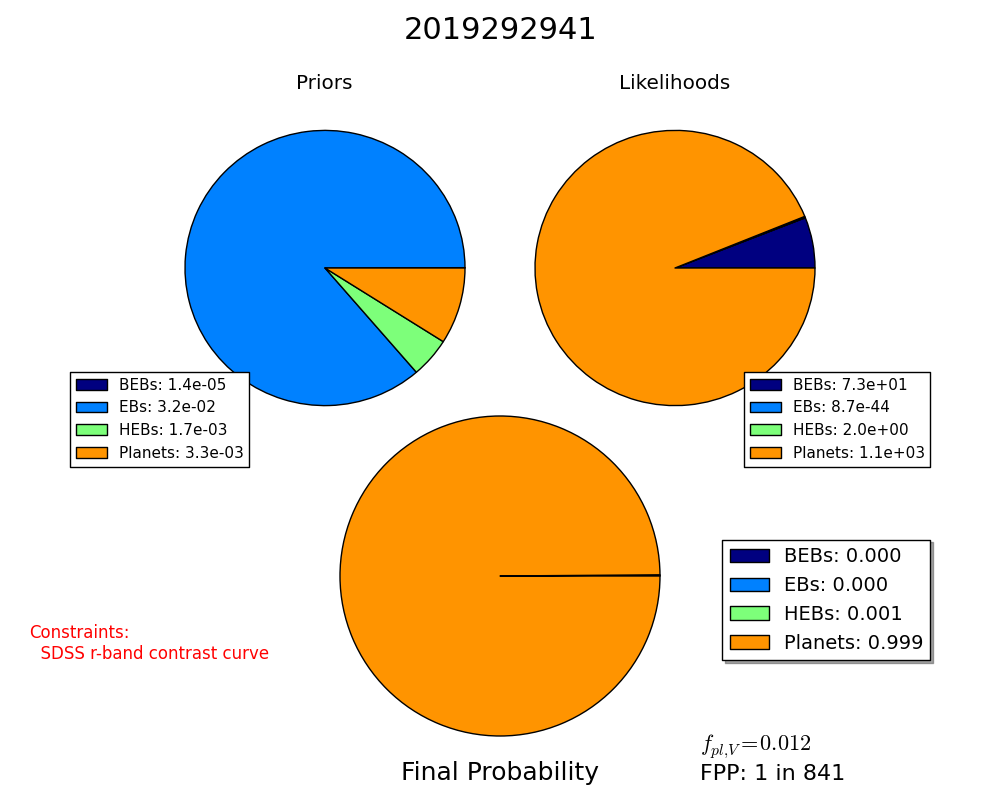 2019292941
Priors
Likelihoods
BEBs: 1.4e-05
EBs: 3.2e-02
HEBs: 1.7e-03
Planets: 3.3e-03
BEBs: 7.3e+01
EBs: 8.7e-44
HEBs: 2.0e+00
Planets: 1.1e+03
BEBs: 0.000
EBs: 0.000
HEBs: 0.001
Planets: 0.999
Constraints:
SDSS r-band contrast curve
f_{pl,V}=0.012
Final Probability
FPP: 1 in 841